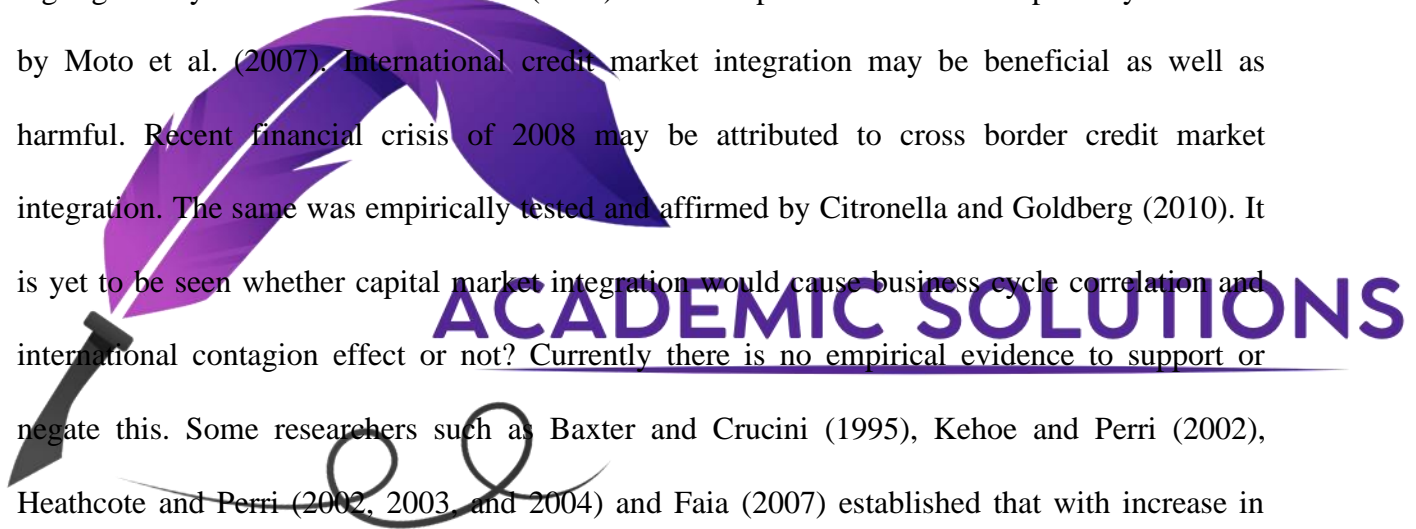 by Moto et al. (2007). International credit market integration may be beneficial as well as
harmful. Recent financial crisis of 2008 may be attributed to cross border credit market
integration. The same was empirically tested and affirmed by Citronella and Goldberg (2010). It
is yet to be seen whether capital market integration would cause business cycle correlation and
ACADEMIC SOLUTIONS
international contagion effect or not? Currently there is no empirical evidence to support or
negate this. Some researchers such as Baxter and Crucini (1995), Kehoe and Perri (2002),
Heathcote and Perri (2002, 2003, and 2004) and Faia (2007) established that with increase in